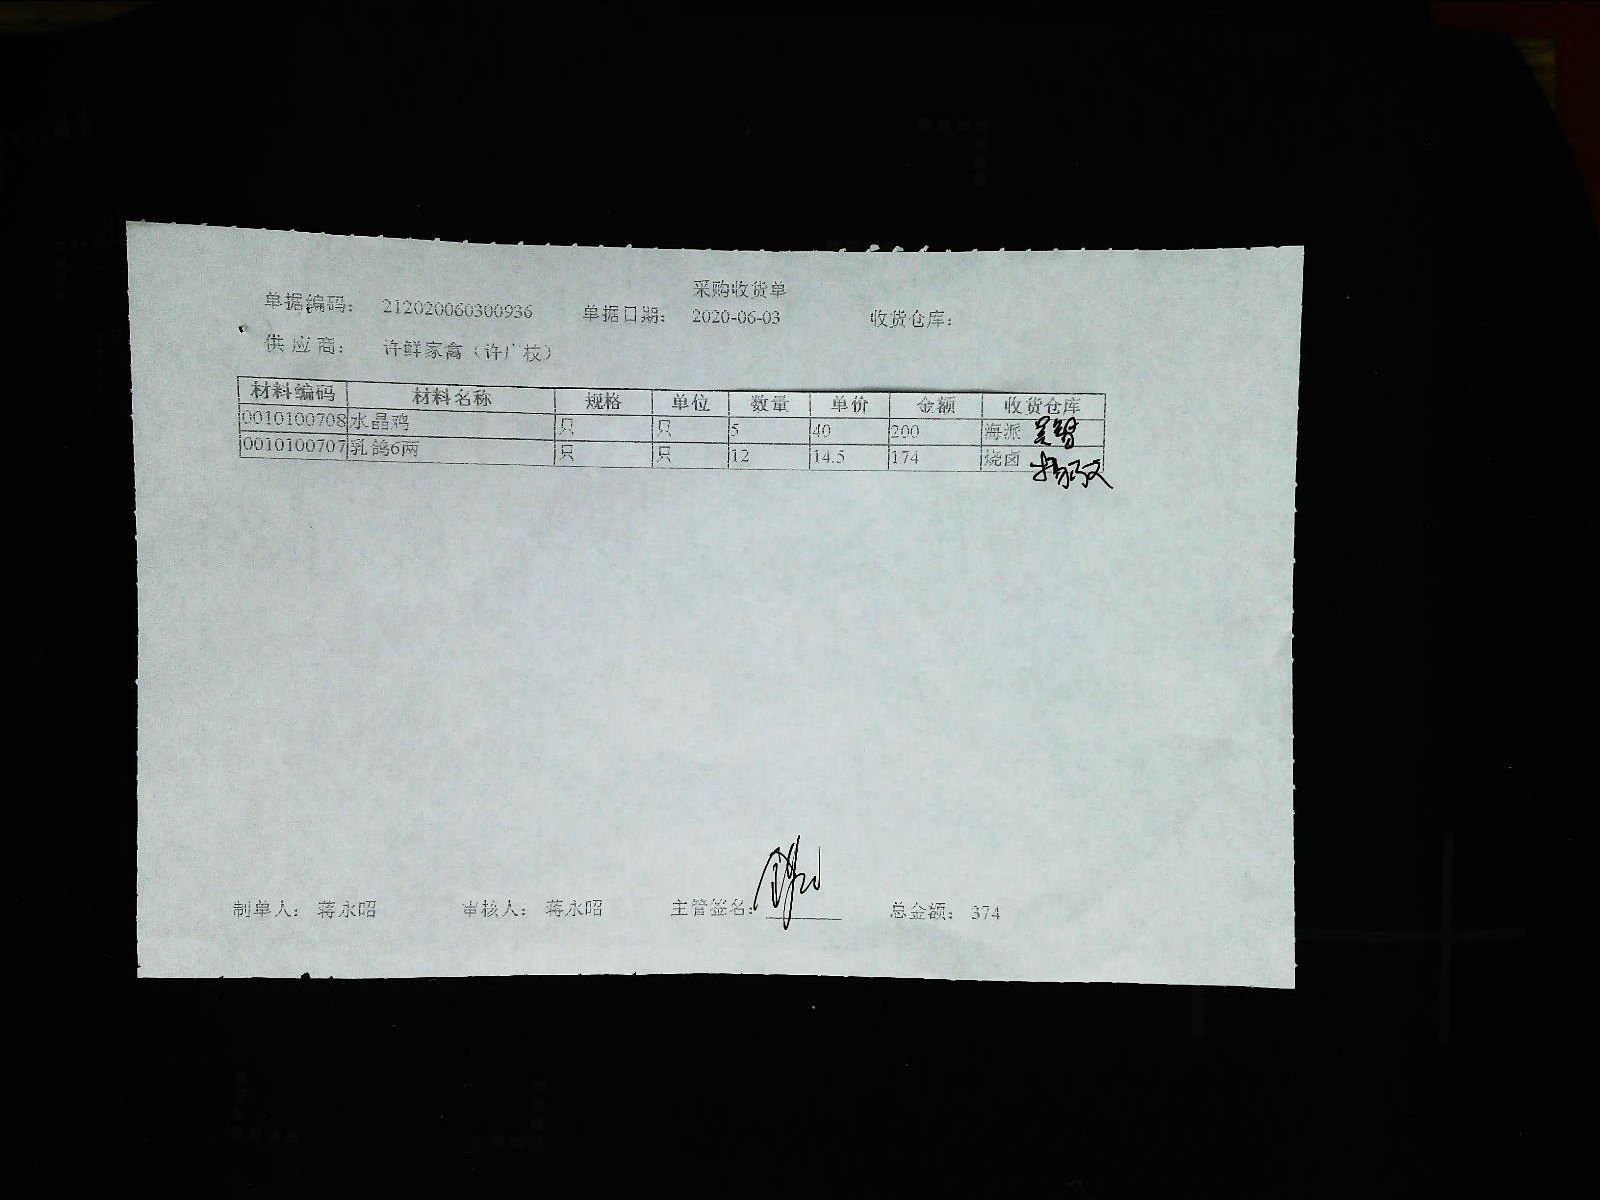 采购收货单
单据编码： 212020060300936 单据日期： 2020-06-03 收货仓库：
供应商： 许鲜家禽（许广枝）
材料编码 材料名称 规格 单位 数量 单价 金额 收货仓库
0010100708 水晶鸡 只 只 5 40 200 海派
0010100707 乳鸽6两 只 只 12 14.5 174 烧卤
制单人： 蒋永昭 审核人： 蒋永昭 主管签名： 总金额： 374